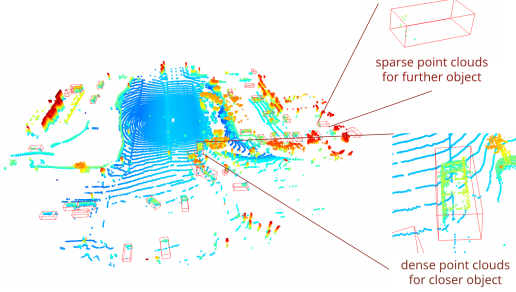 sparse point clouds
for further object
dense point clouds
for closer object